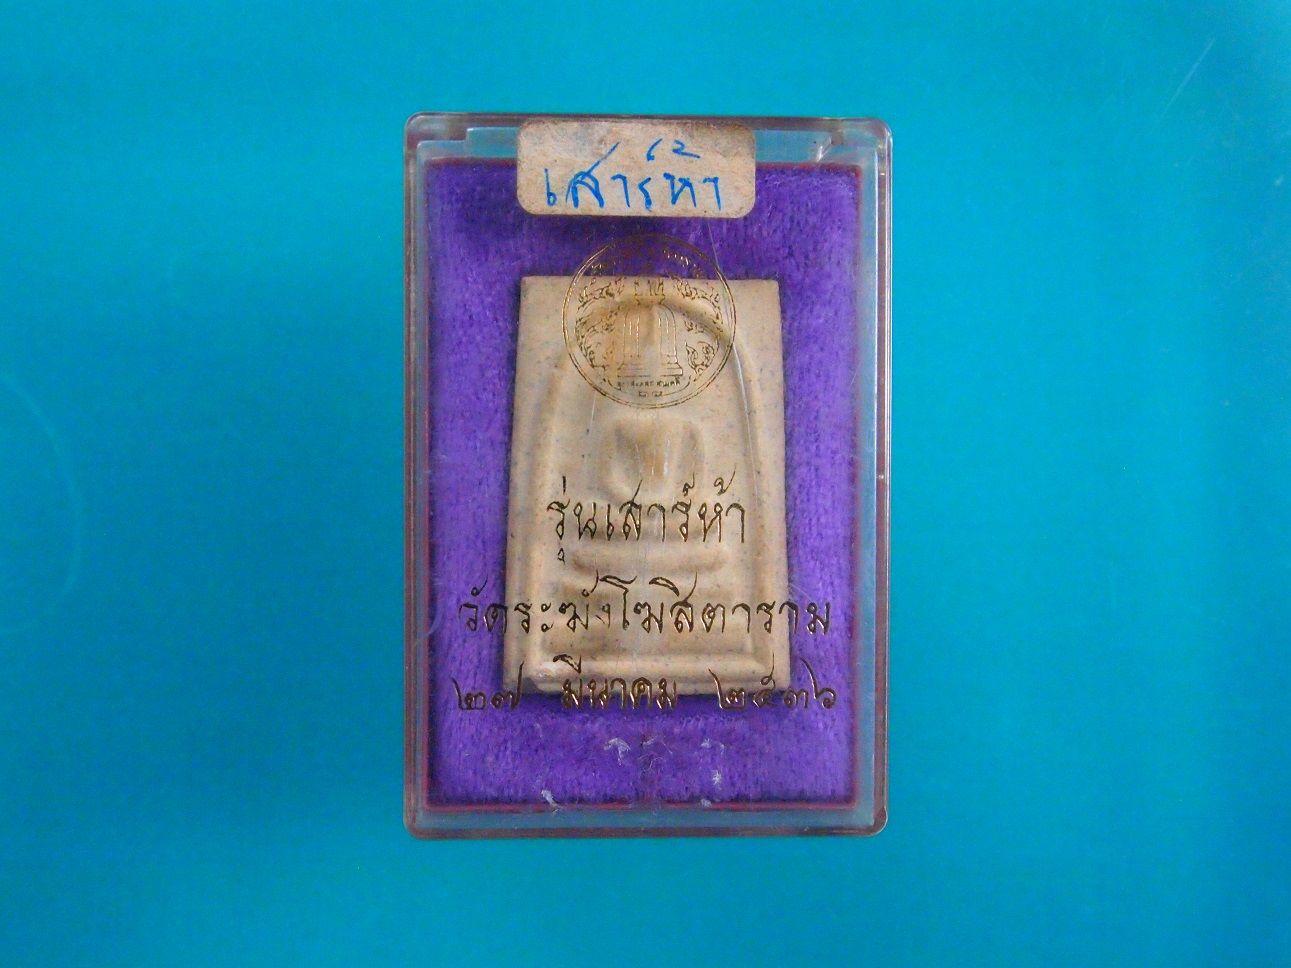 เสาร์ห้า
รุ่นเสาร์ห้า
วัดระฆังโฆสิตาราม
๒๗ มีนาคม ๒๕๓๖